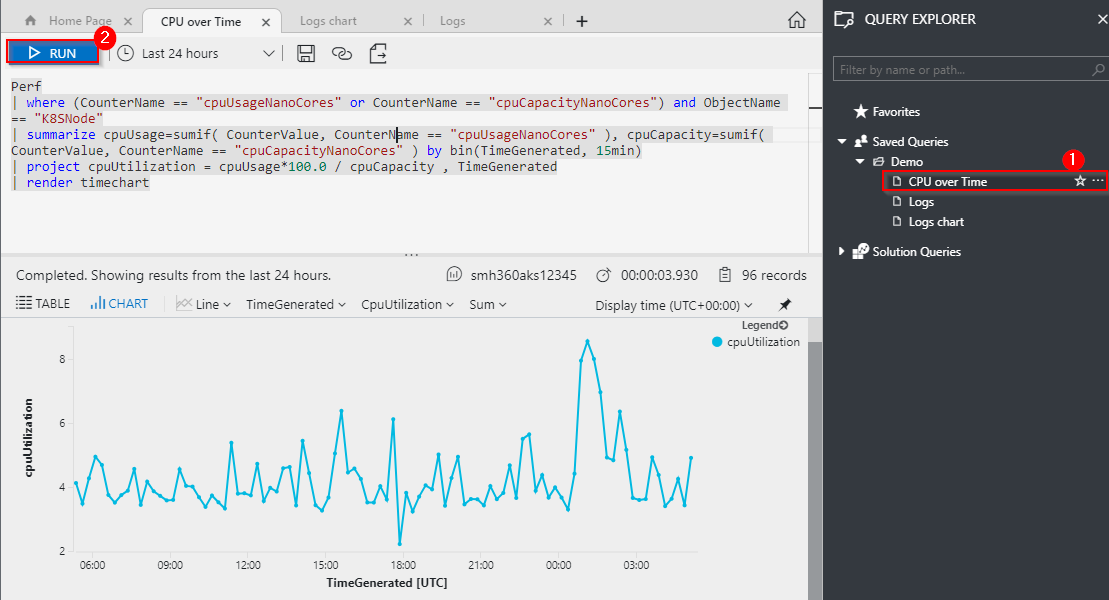 Home Page
CPU over Time
Logs chart
Logs
RUN
2
Last 24 hours
Perf
| where (CounterName == "cpuUsageNanoCores" or CounterName == "cpuCapacityNanoCores") and ObjectName
== "K8SNode"
| summarize cpuUsage=sumif( CounterValue, CounterName == "cpuUsageNanoCores" ), cpuCapacity=sumif(
CounterValue, CounterName == "cpuCapacityNanoCores" ) by bin(TimeGenerated, 15min)
| project cpuUtilization = cpuUsage*100.0 / cpuCapacity , TimeGenerated
| render timechart
Completed. Showing results from the last 24 hours.
smh360aks12345
00:00:03.930
96 records
TABLE
CHART
Line
TimeGenerated
CpuUtilization
Sum
Display time (UTC+00:00)
Legend
cpuUtilization
cpuUtilization
8
6
4
2
06:00
09:00
12:00
15:00
18:00
21:00
00:00
03:00
TimeGenerated [UTC]
QUERY EXPLORER
Filter by name or path...
Favorites
Saved Queries
Demo
1
CPU over Time
Logs
Logs chart
Solution Queries